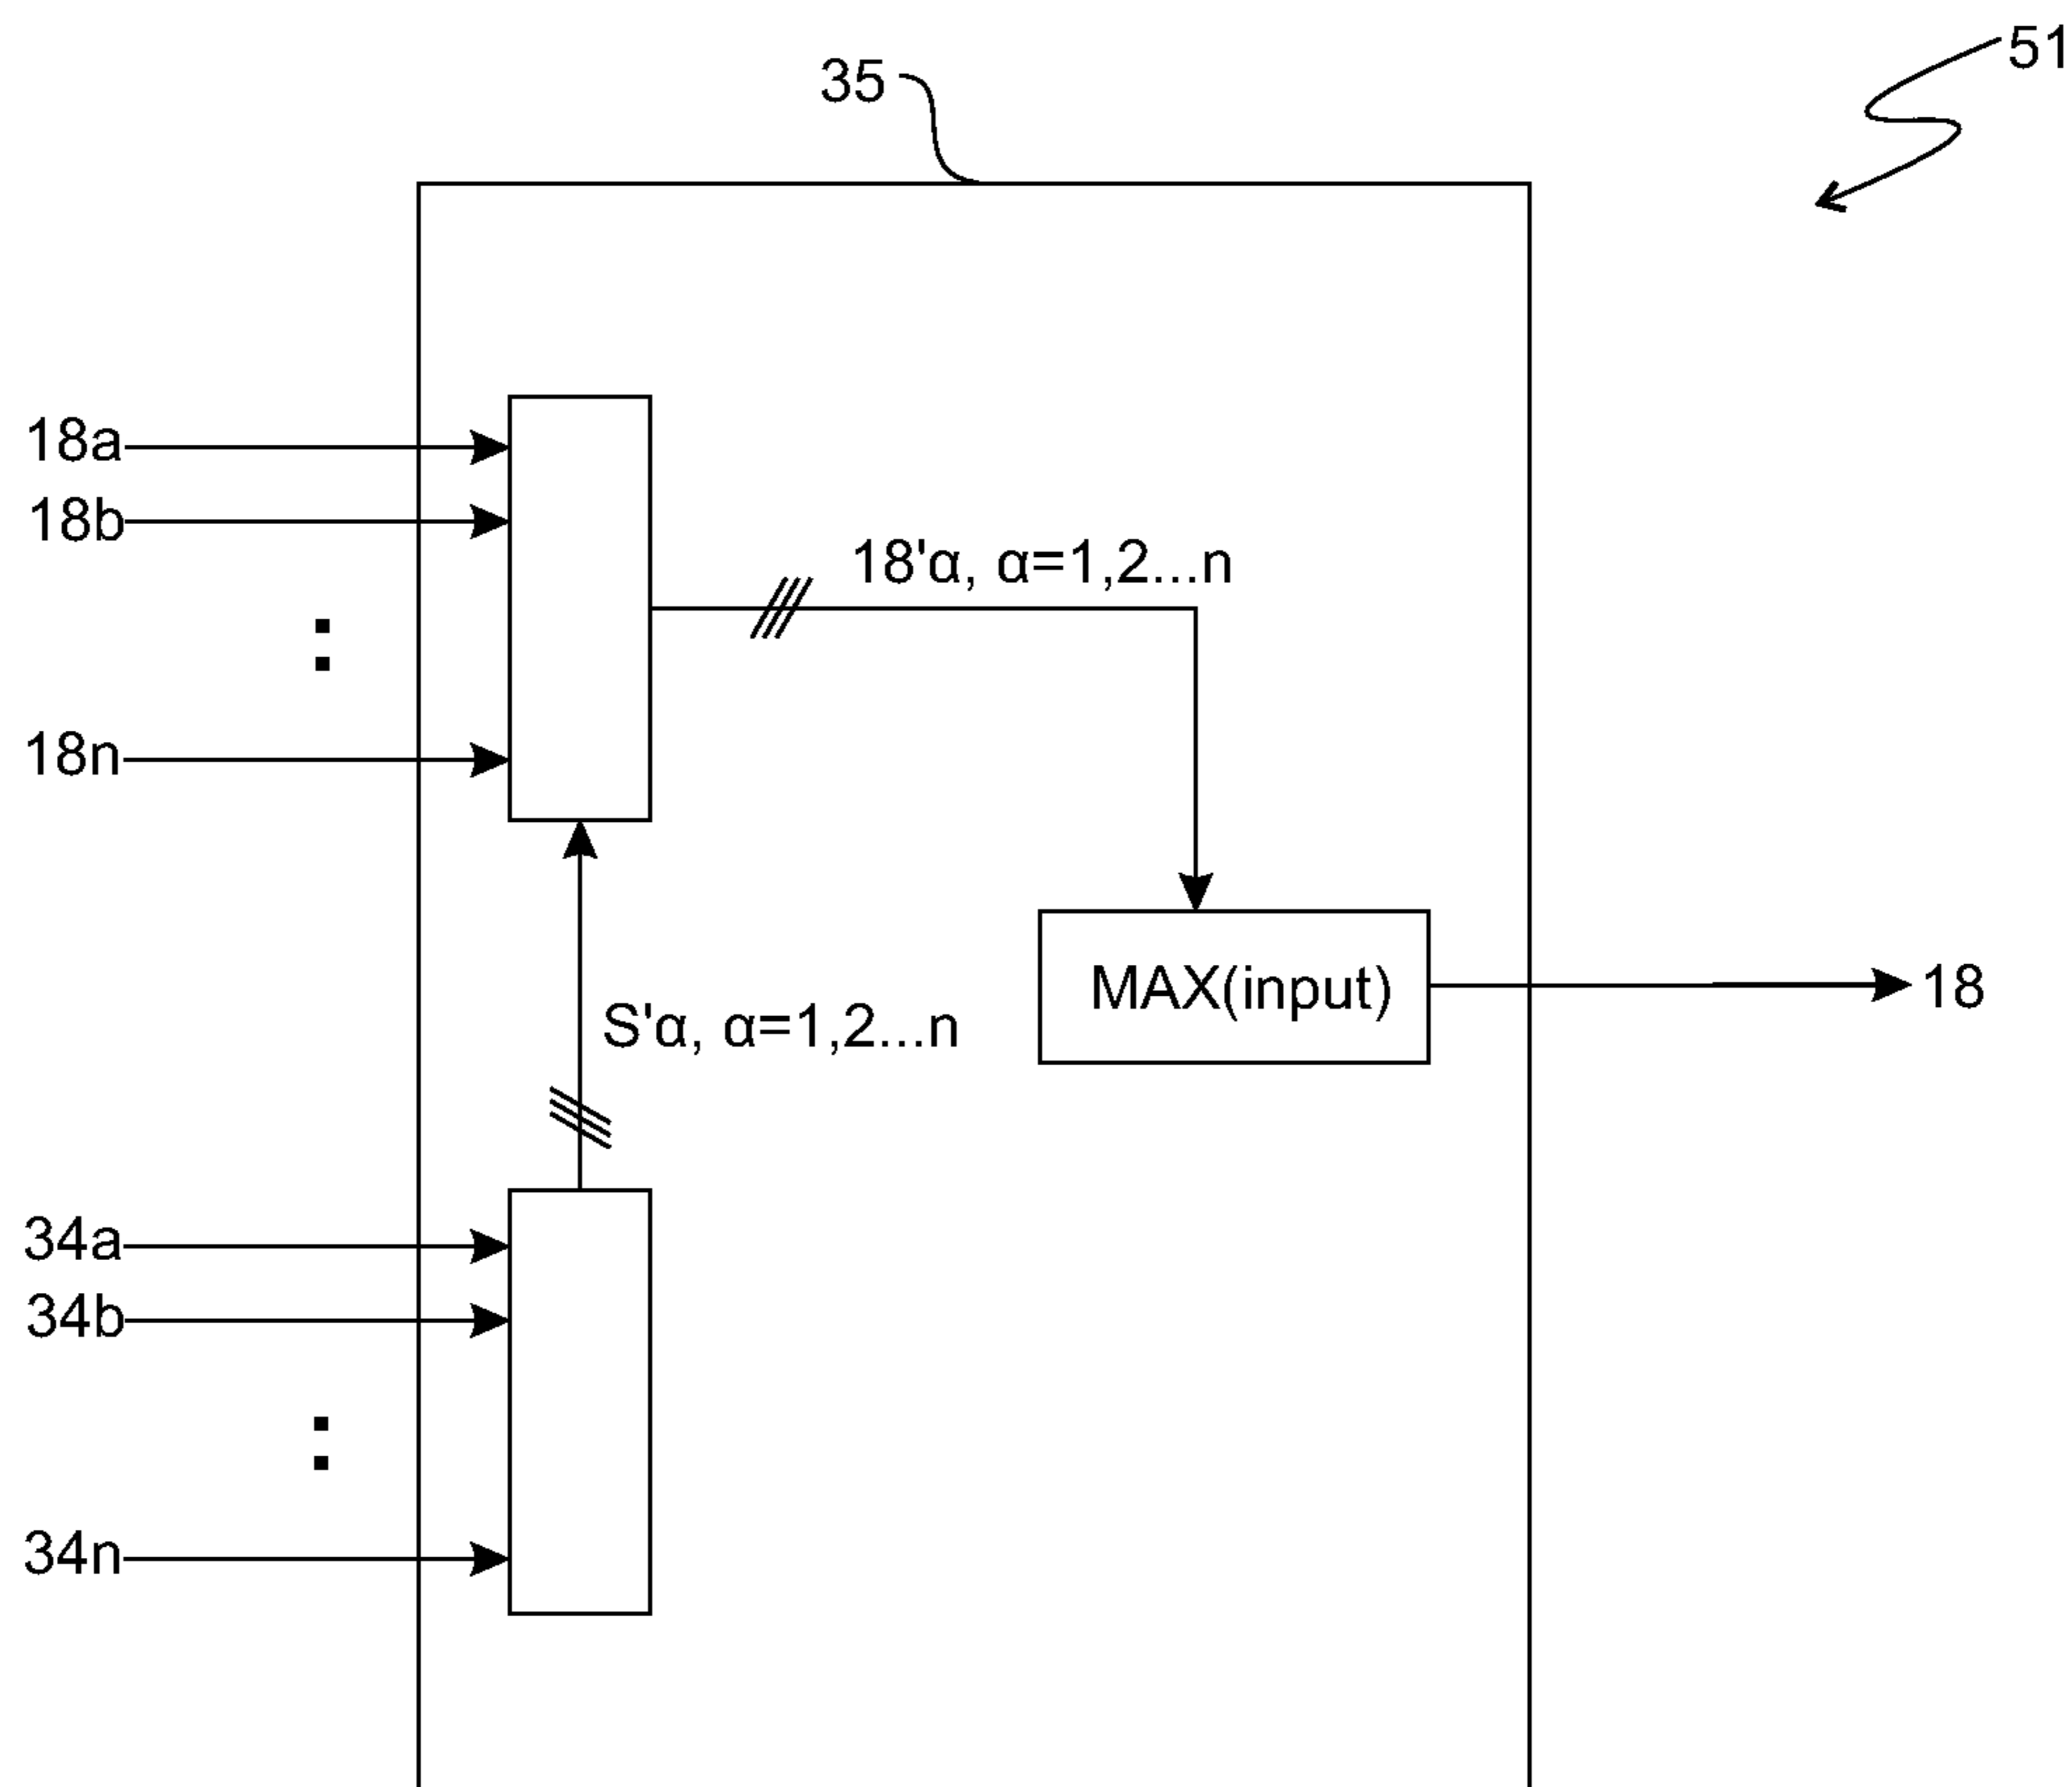 51
35
18a
18b
18'α, α=1,2...n
18n
MAX(input)
18
S'α, α=1,2...n
34a
34b
34n